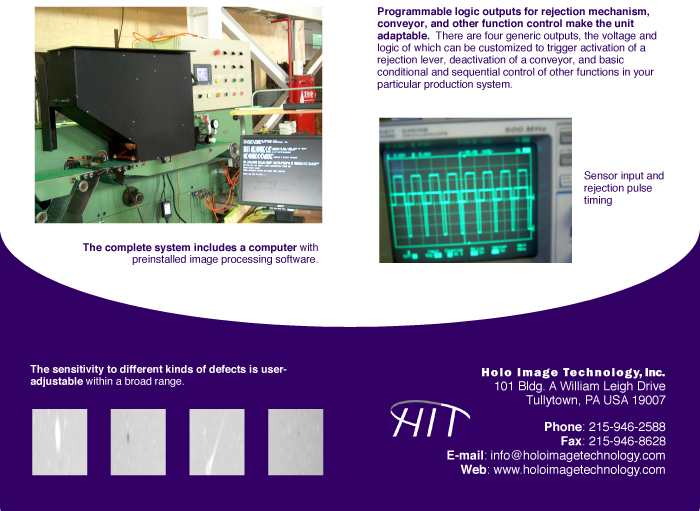 Programmable logic outputs for rejection mechanism,
conveyor, and other function control make the unit
adaptable. There are four generic outputs, the voltage and
logic of which can be customized to trigger activation of a
rejection lever, deactivation of a conveyor, and basic
conditional and sequential control of other functions in your
particular production system.
600 MHz
Sensor input and
rejection pulse
timing
The complete system includes a computer with
preinstalled image processing software.
The sensitivity to different kinds of defects is user-
adjustable within a broad range.
HIT
Holo Image Technology, Inc.
101 Bldg. A William Leigh Drive
Tullytown, PA USA 19007
Phone: 215-946-2588
Fax: 215-946-8628
E-mail: info@holoimagetechnology.com
Web: www.holoimagetechnology.com